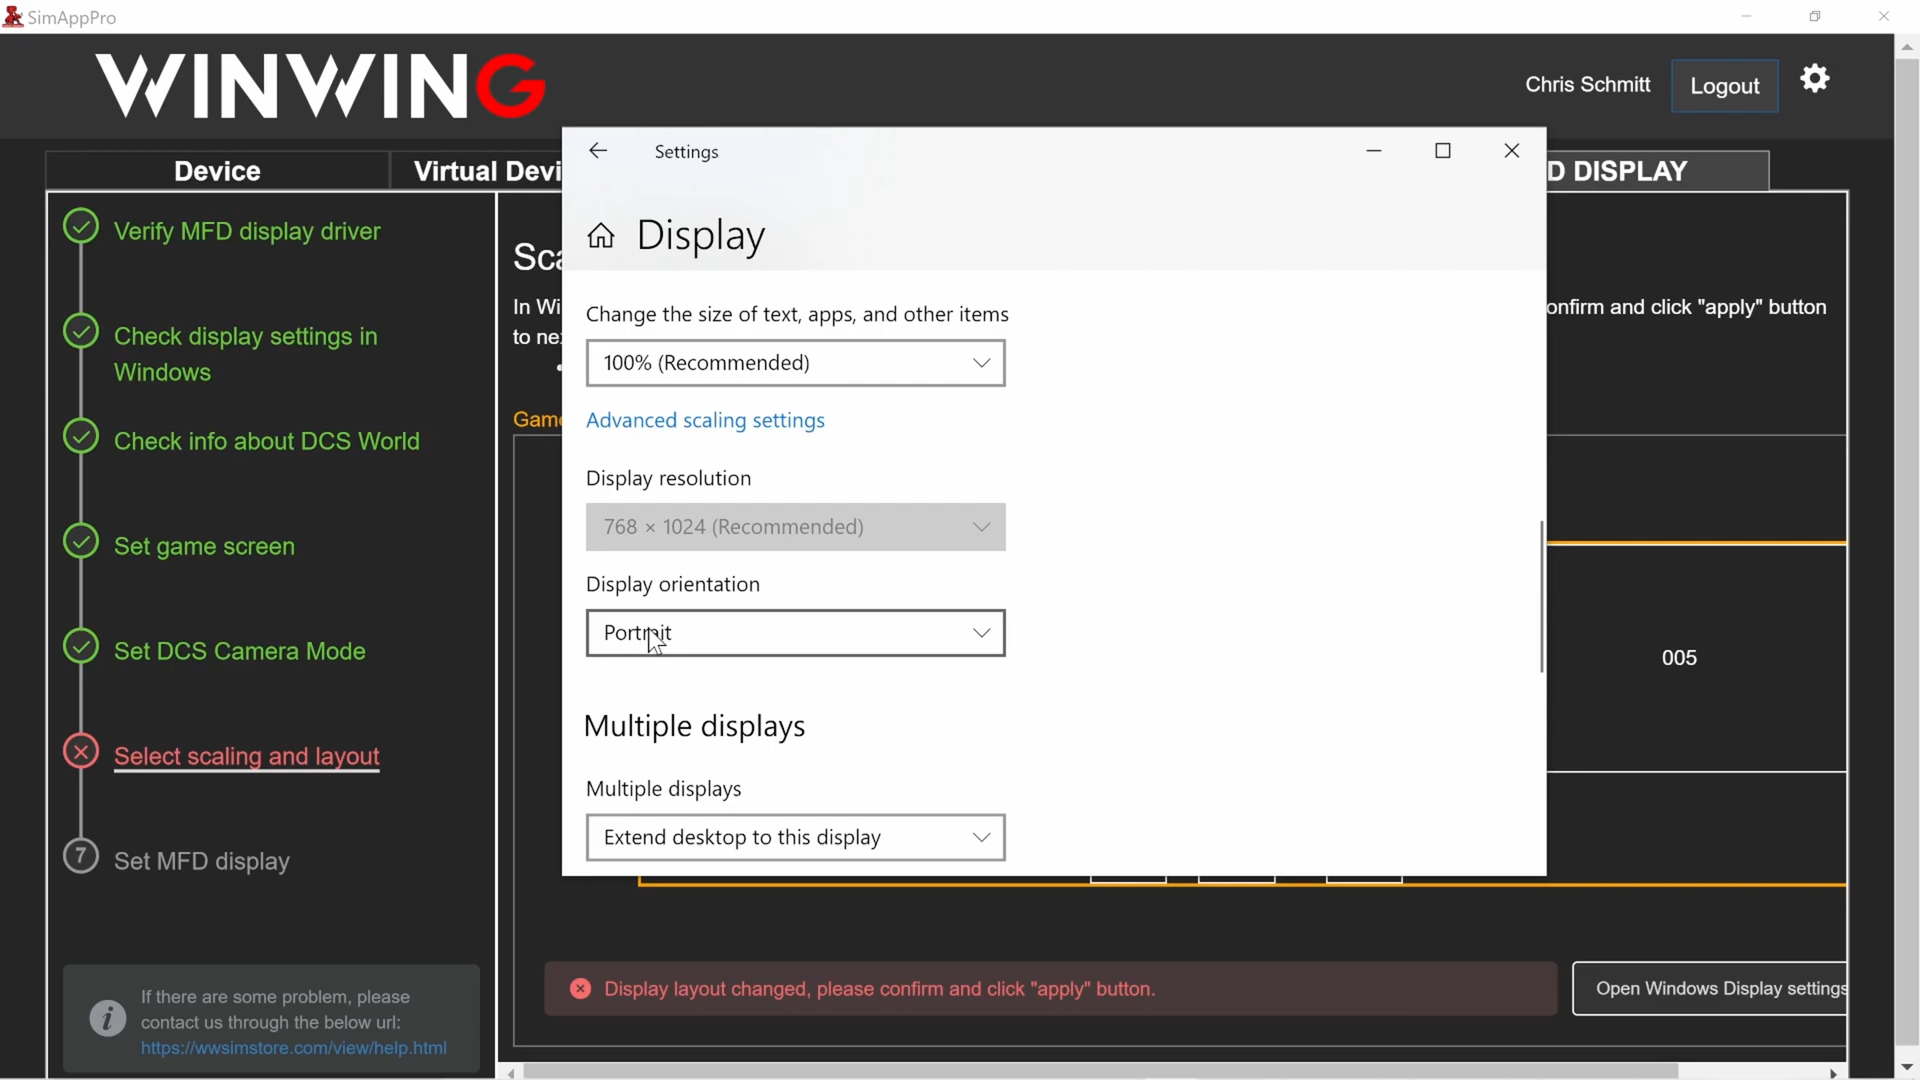 SimAppPro
WINWING
Chris Schmitt
Logout
Device
Virtual Devi
D DISPLAY
Verify MFD display driver
Check display settings in
Windows
Check info about DCS World
Set game screen
Set DCS Camera Mode
Select scaling and layout
7
Set MFD display
If there are some problem, please
contact us through the below url:
https://wwsimstore.com/view/help.html
Sca
In Wi
onfirm and click "apply" button
to nex
Game
Settings
Display
Change the size of text, apps, and other items
100% (Recommended)
Advanced scaling settings
Display resolution
768 × 1024 (Recommended)
Display orientation
Portrait
Multiple displays
Multiple displays
Extend desktop to this display
005
Display layout changed, please confirm and click "apply" button.
Open Windows Display settings